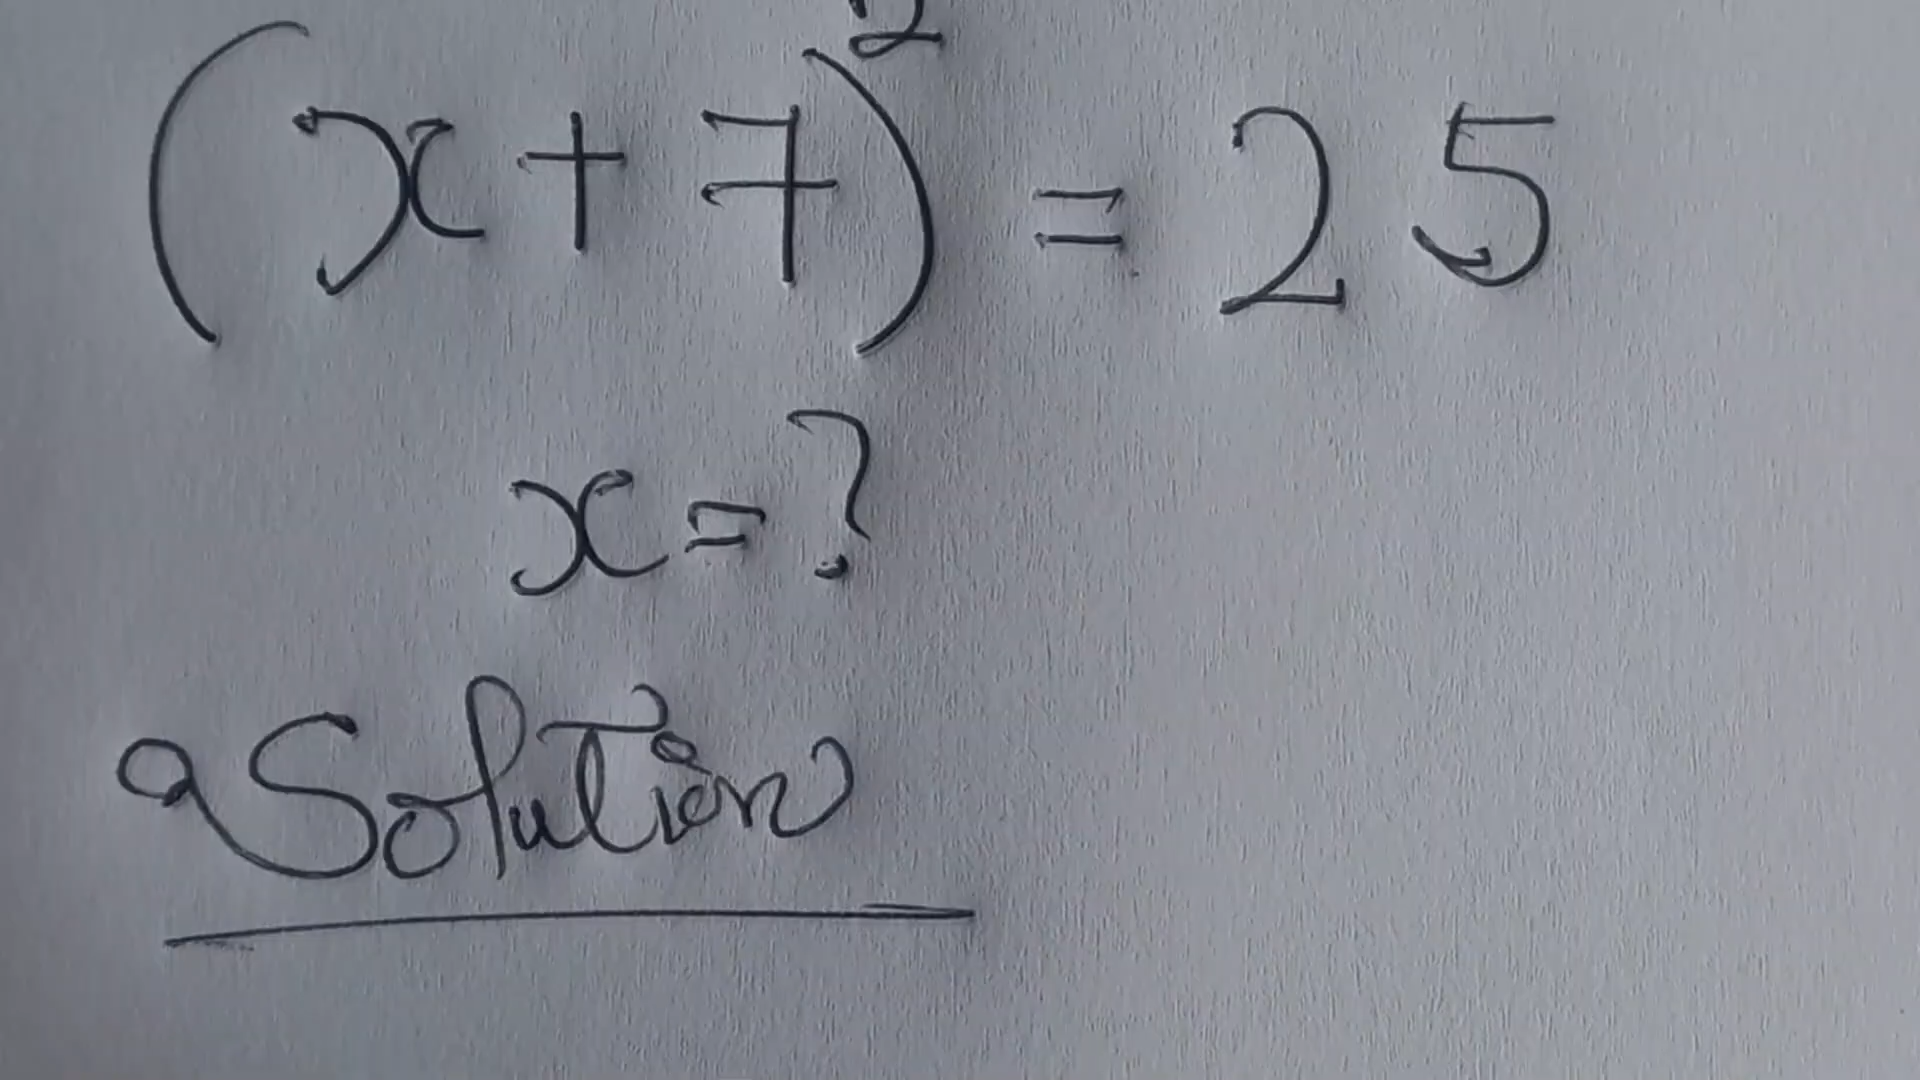 (x+7)² = 25
x = ?
Solution